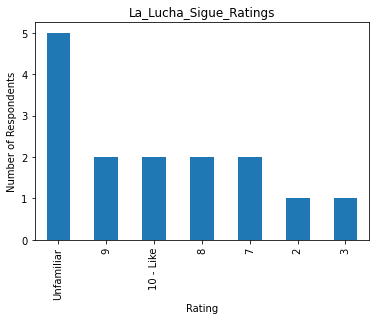 La_Lucha_Sigue_Ratings
Number of Respondents
5
4
3
2
1
0
Unfamiliar
9
10 - Like
8
7
2
3
Rating